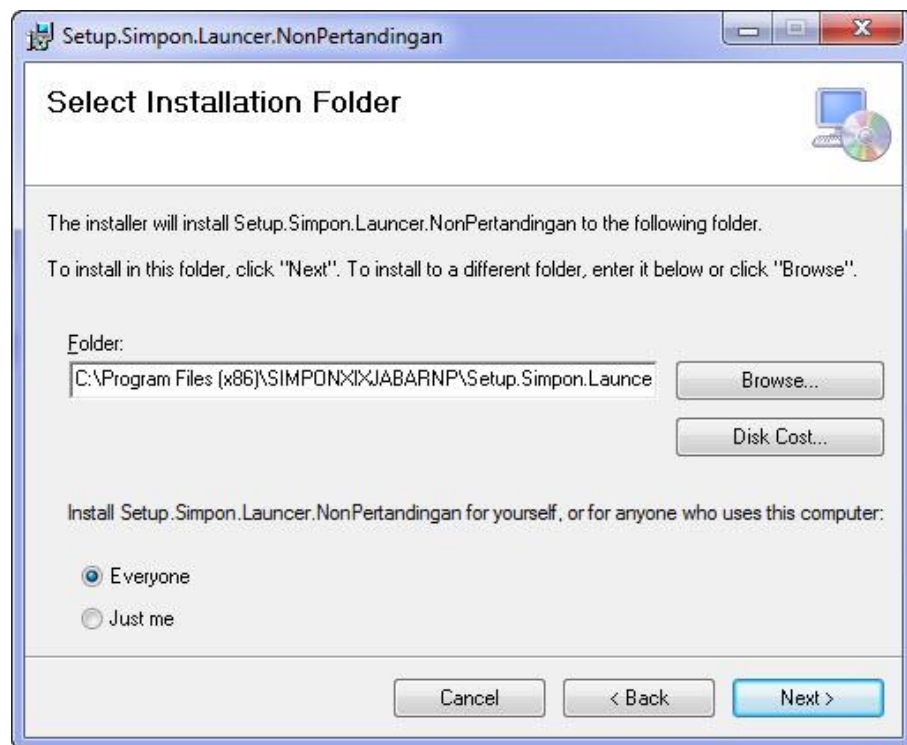 Setup.Simpon.Launcer.NonPertandingan
Select Installation Folder
The installer will install Setup.Simpon.Launcer.NonPertandingan to the following folder.
To install in this folder, click "Next". To install to a different folder, enter it below or click "Browse".
Folder:
C:\Program Files (x86)\SIMPONXIXJABARNP\Setup.Simpon.Launce
Browse...
Disk Cost...
Install Setup.Simpon.Launcer.NonPertandingan for yourself, or for anyone who uses this computer:
Everyone
Just me
Cancel
< Back
Next >